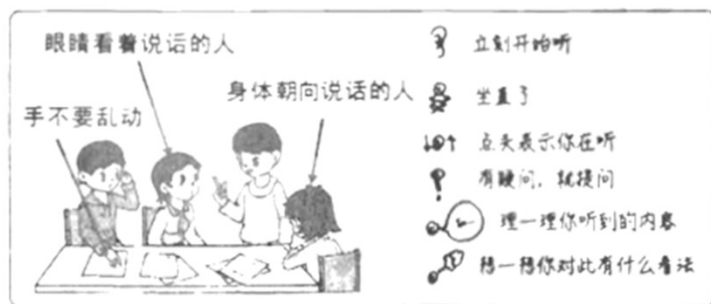 眼睛看着说话的人
身体朝向说话的人
手不要乱动
立刻开始听
坐直了
点头表示你在听
有疑问，就提问
理一理你听到的内容
想一想你对此有什么看法